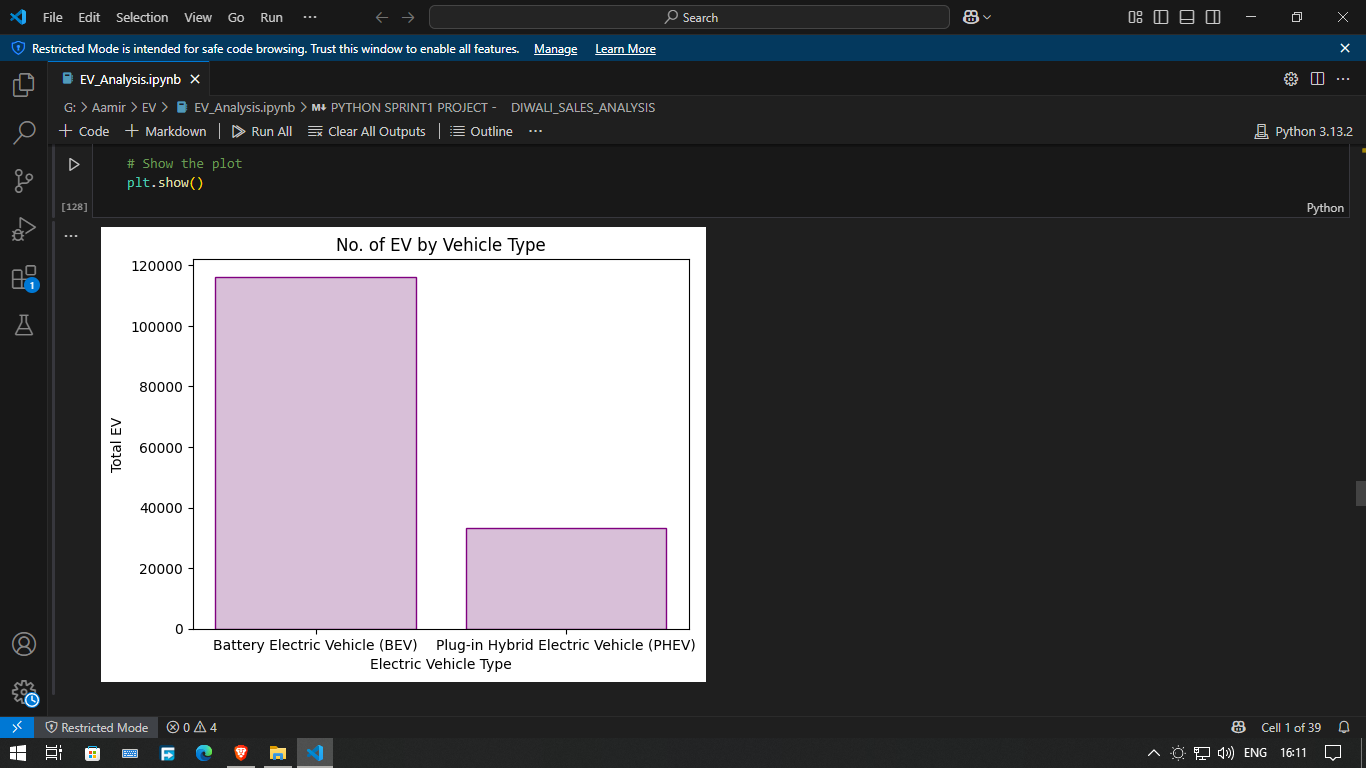 File Edit Selection View Go Run ··· Search
Restricted Mode is intended for safe code browsing. Trust this window to enable all features. Manage Learn More
EV_Analysis.ipynb
G: > Aamir > EV > EV_Analysis.ipynb > M↓ PYTHON SPRINT1 PROJECT - DIWALI_SALES_ANALYSIS
+ Code + Markdown Run All Clear All Outputs Outline ··· Python 3.13.2
# Show the plot
plt.show()
[128]
Python
No. of EV by Vehicle Type
120000
100000
80000
60000
40000
20000
0
Total EV
Battery Electric Vehicle (BEV) Plug-in Hybrid Electric Vehicle (PHEV)
Electric Vehicle Type
1
Restricted Mode 0 4 Cell 1 of 39
ENG 16:11